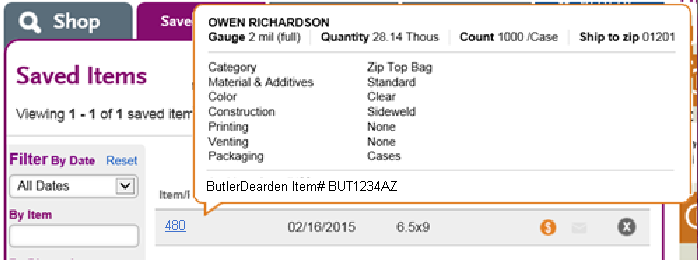 Shop
Save
OWEN RICHARDSON
Gauge 2 mil (full) Quantity 28.14 Thous Count 1000 /Case Ship to zip 01201
Category Zip Top Bag
Material & Additives Standard
Color Clear
Construction Sideweld
Printing None
Venting None
Packaging Cases
ButlerDearden Item# BUT1234AZ
Saved Items
Viewing 1 - 1 of 1 saved item
Filter By Date Reset
All Dates
By Item
Item/
480 02/16/2015 6.5x9